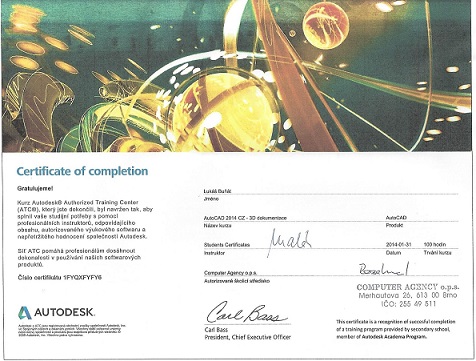 Certificate of completion
Gratulujeme!
Kurz Autodesk® Authorized Training Center
(ATC®), který jste dokončili, byl navržen tak, aby
splnil vaše studijní potřeby s pomocí
profesionálních instruktorů, odpovídajícího
obsahu, autorizovaného výukového softwaru a
napřetržitého hodnocení společností Autodesk.
Síť ATC pomáhá profesionálům dosáhnout
dokonalosti v používání našich softwarových
produktů.
Číslo certifikátu 1FYQXFYFY6
AUTODESK.
Lukáš
Jméno
AutoCAD 2014 CZ - 3D dokumentace AutoCAD
Název kurzu Produkt
Students Certificates 2014-01-31 100 hodin
Instruktor Datum Trvání kurzu
Computer Agency o.p.s.
Autorizované školicí středisko
COMPUTER AGENCY o.p.s.
Merhautova 26, 613 00 Brno
IČO: 255 49 511
Carl Bass
Carl Bass
President, Chief Executive Officer
This certificate is a recognition of successful completion
of a training program provided by secondary school,
member of Autodesk Academia Program.